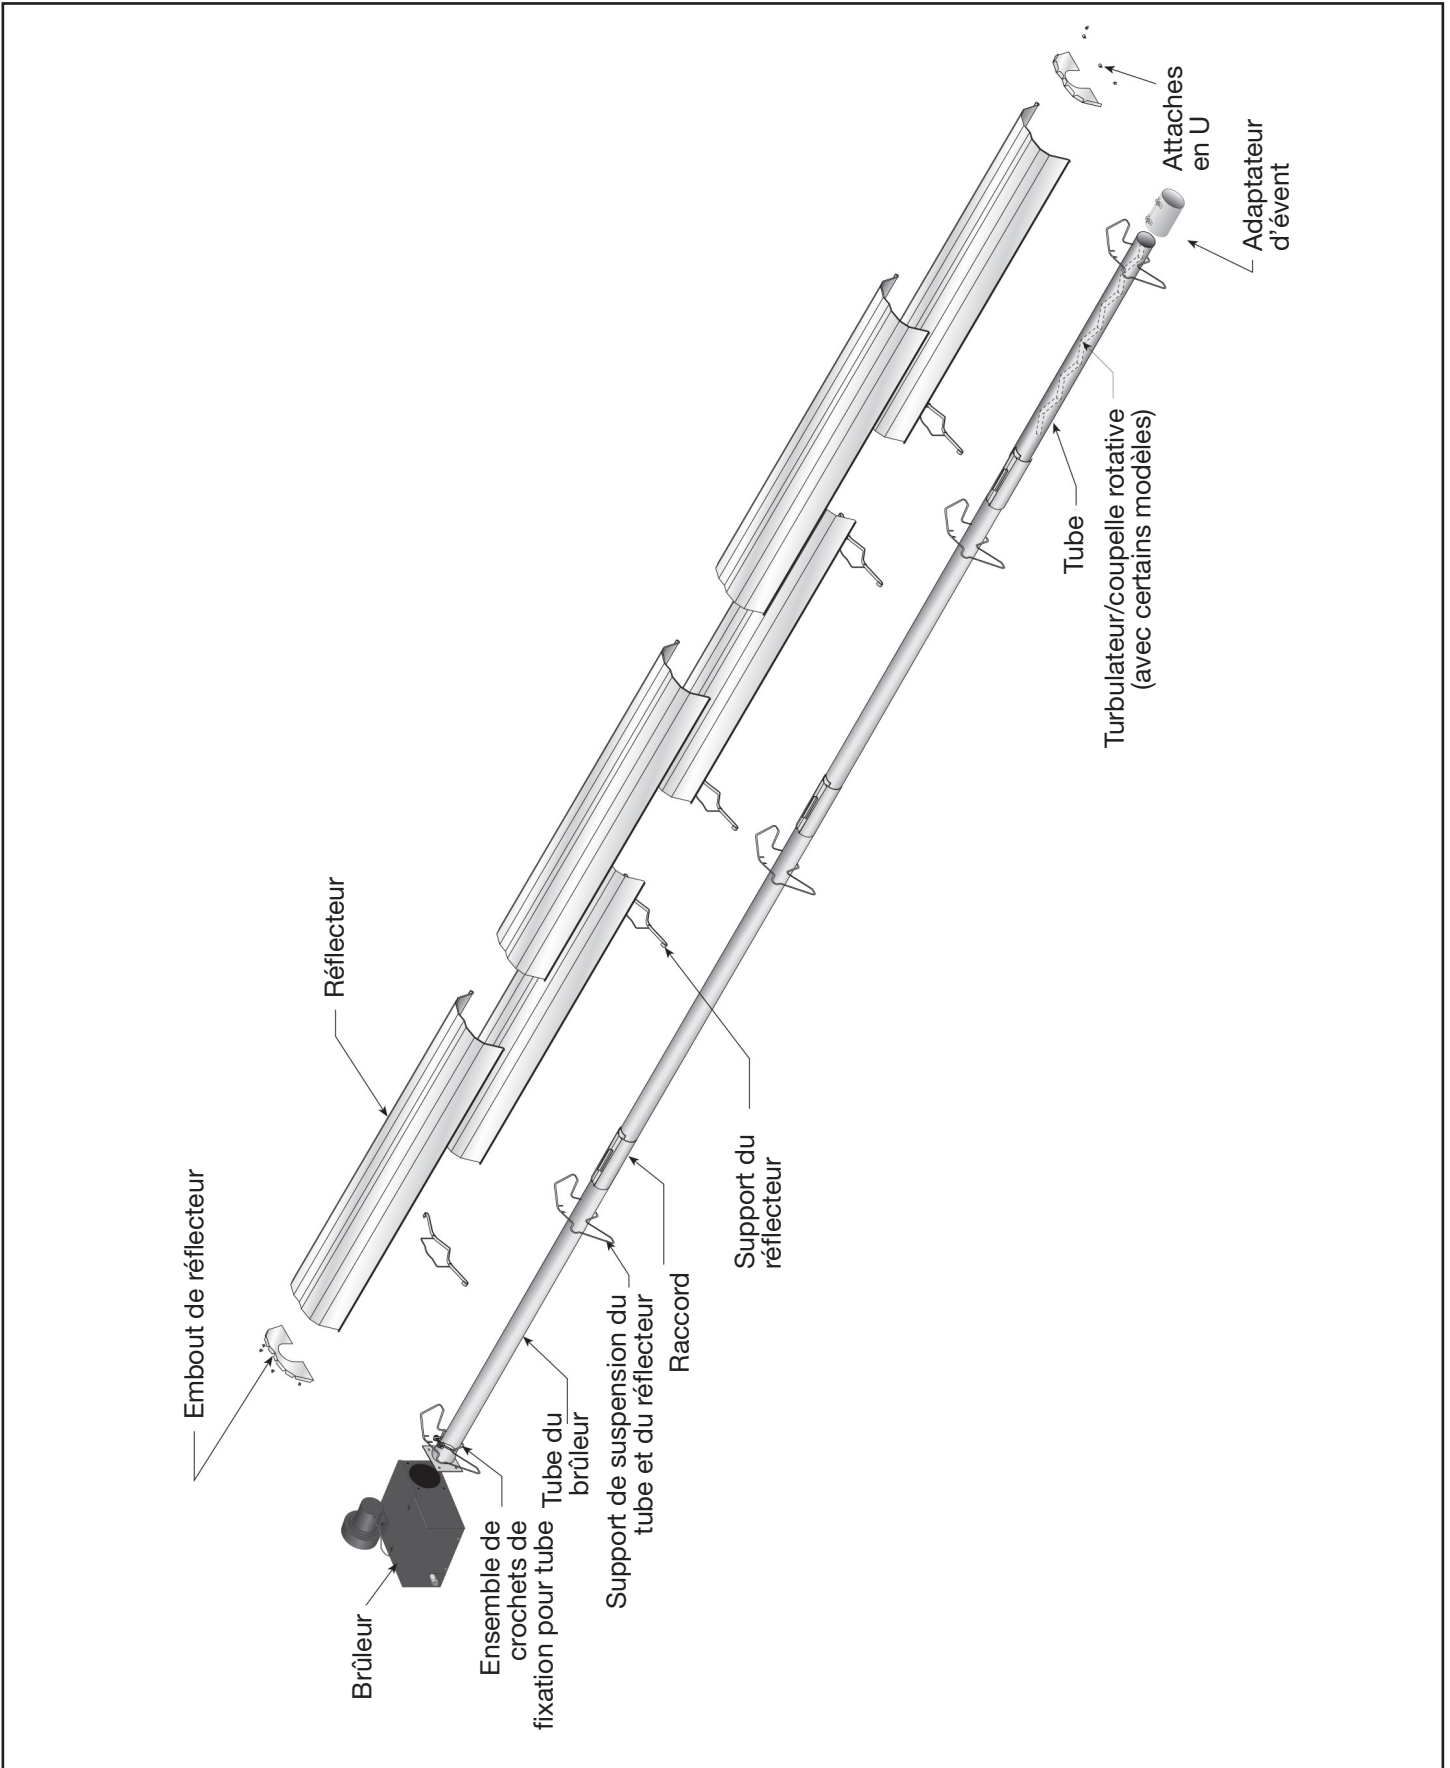 Embout de réflecteur
Réflecteur
Brûleur
Ensemble de
crochets de
fixation pour tube
Tube du
brûleur
Support de suspension du
tube et du réflecteur
Raccord
Support du
réflecteur
Tube
Turbulateur/coupelle rotative
(avec certains modèles)
Attaches
en U
Adaptateur
d'évent